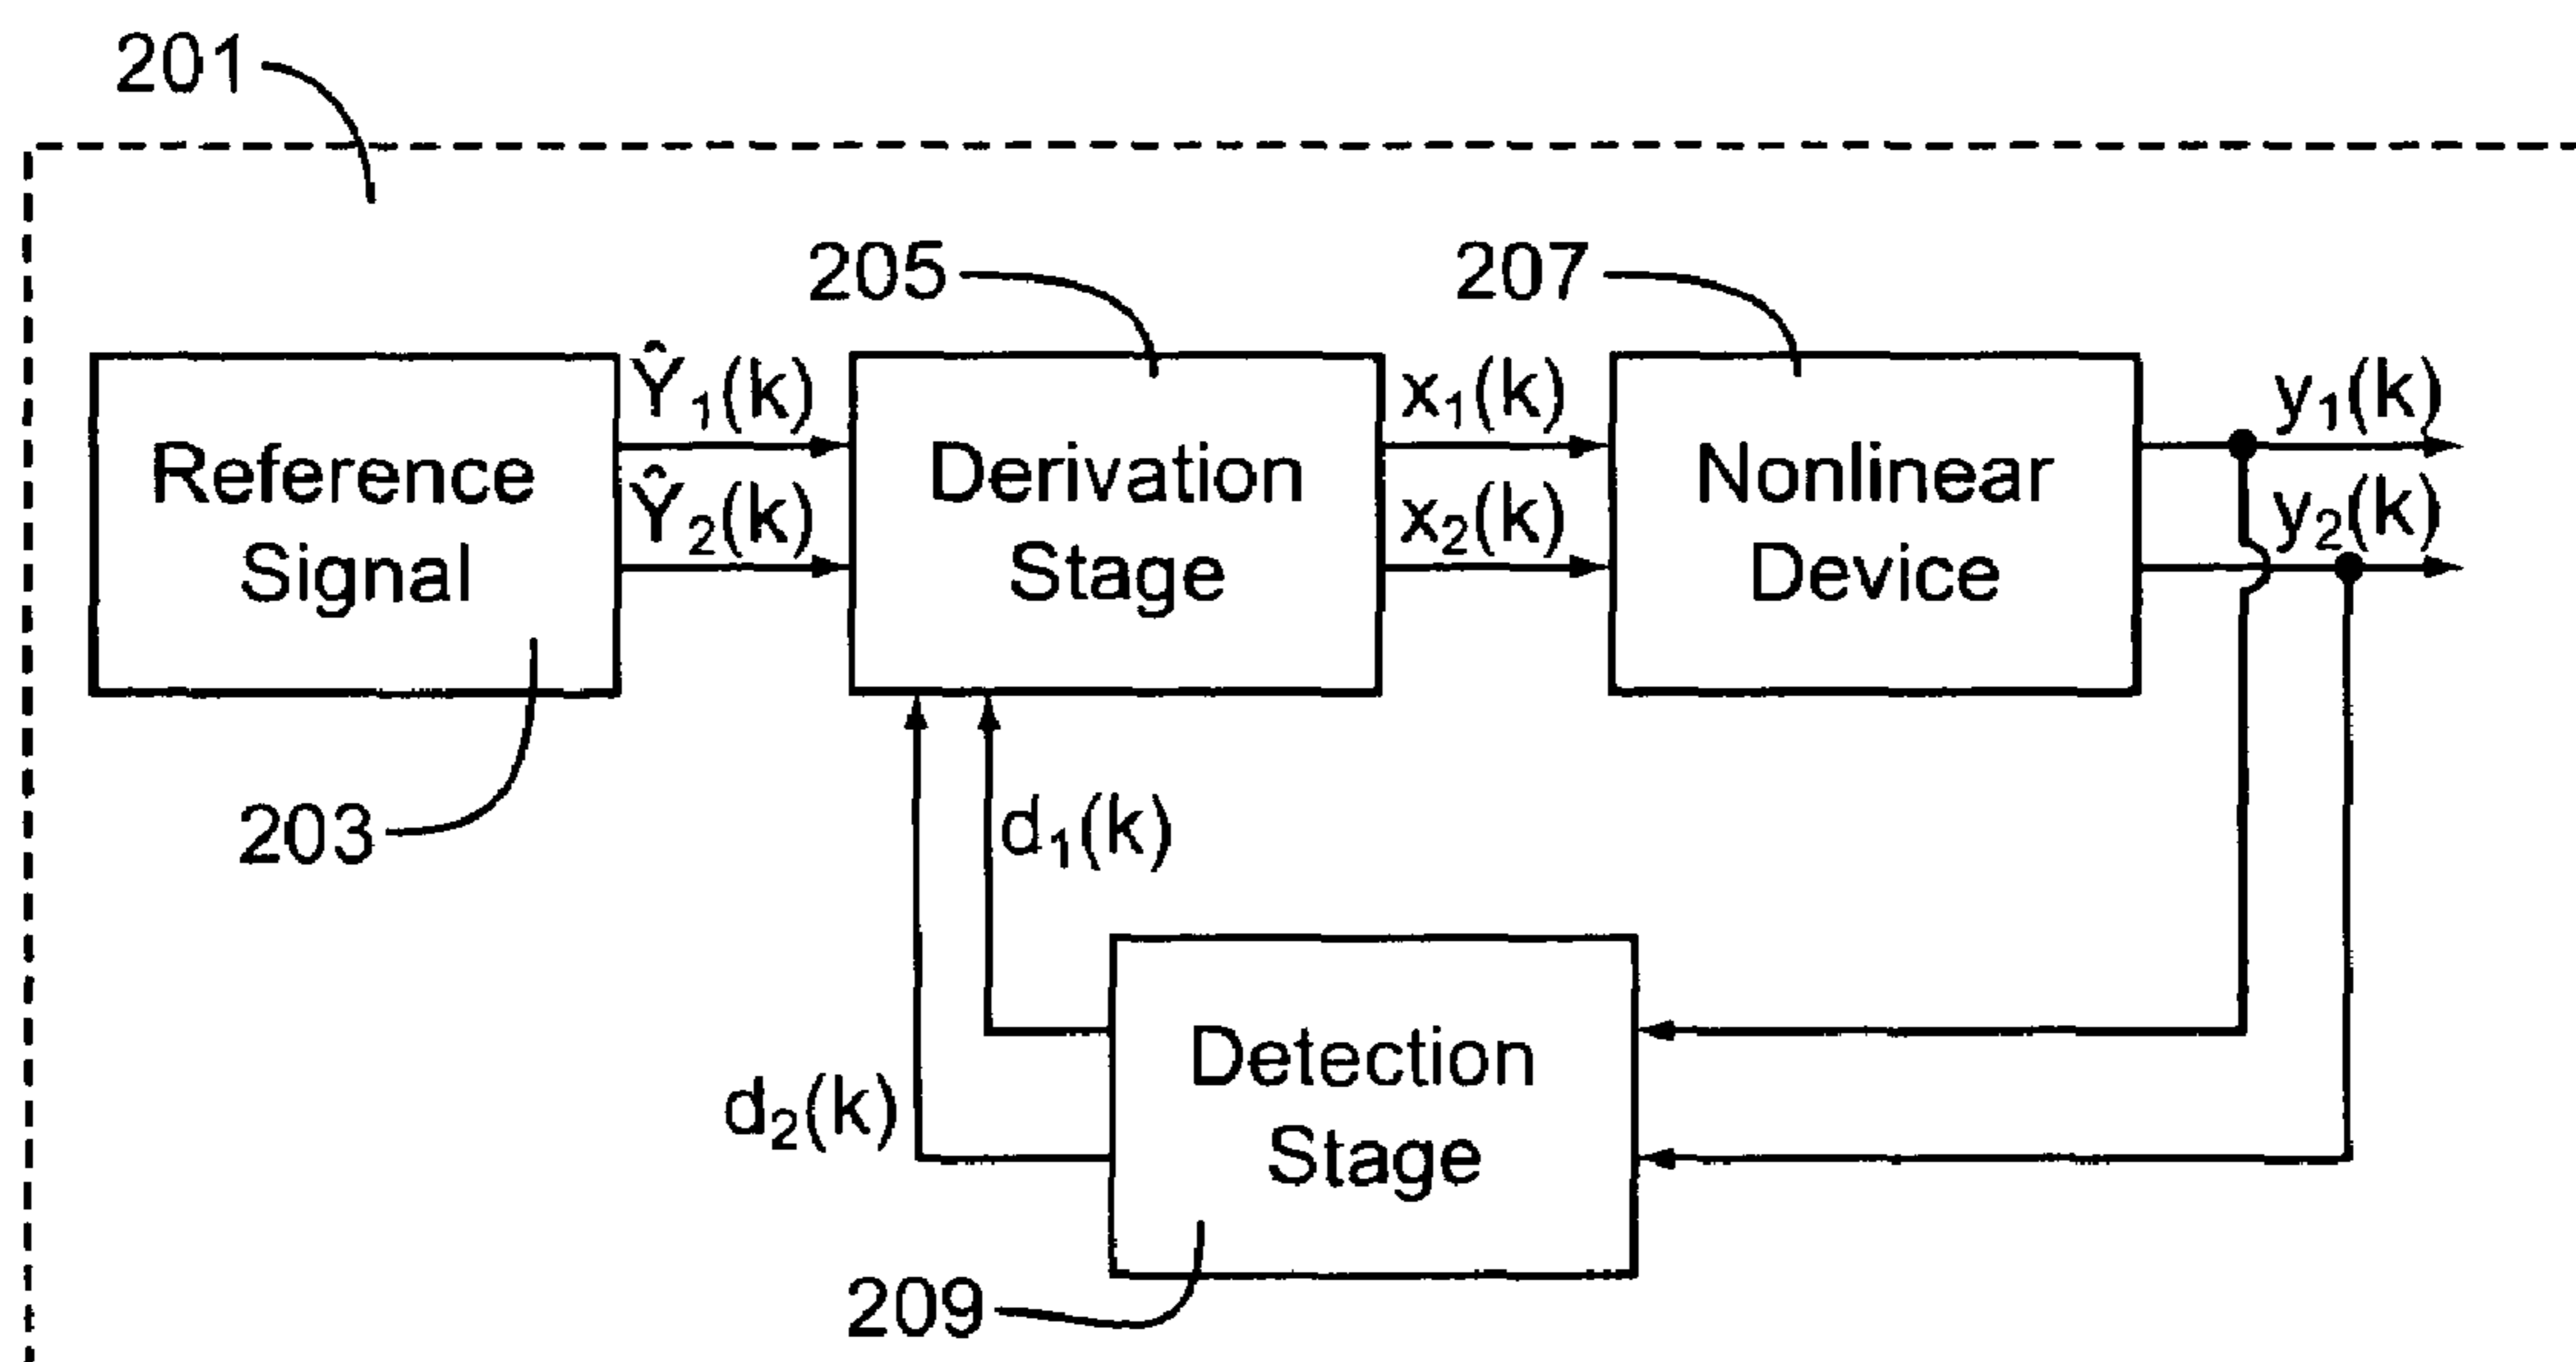 201
205
207
Reference
Signal
Ŷ₁(k)
Ŷ₂(k)
Derivation
Stage
x₁(k)
x₂(k)
Nonlinear
Device
y₁(k)
y₂(k)
203
d₁(k)
d₂(k)
Detection
Stage
209